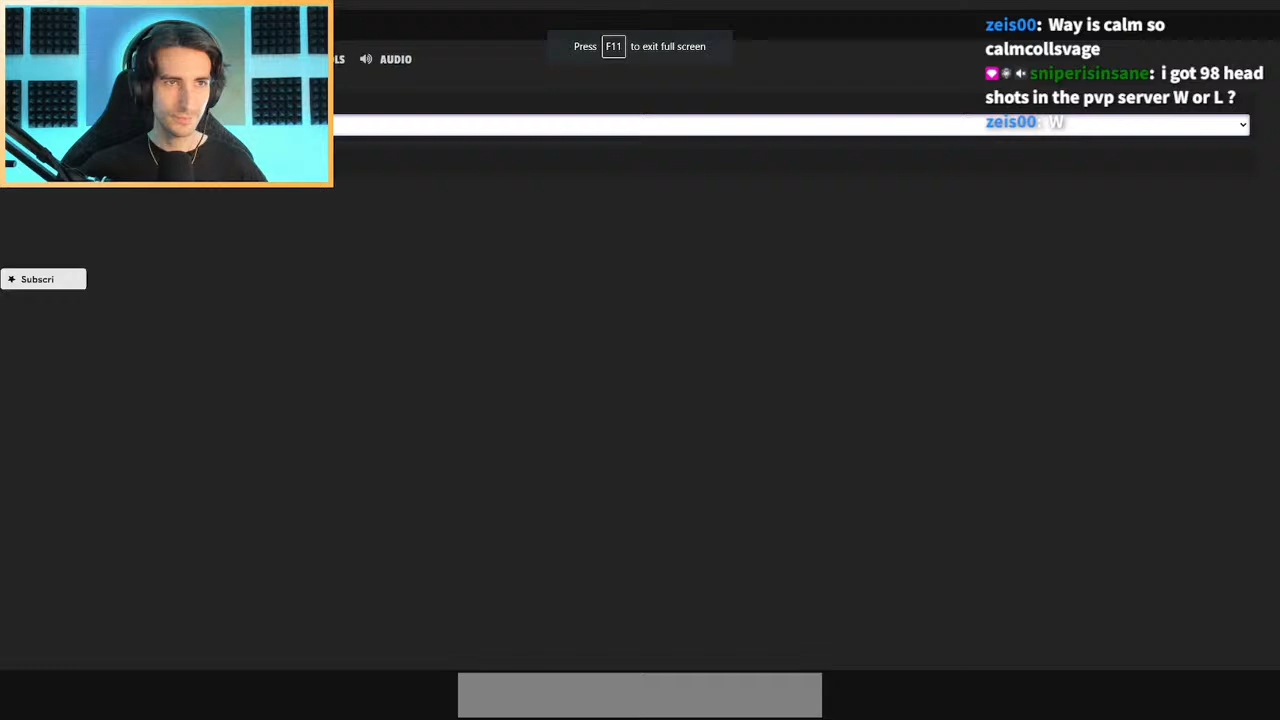 zeis00: Way is calm so
calmcollsvage
sniperisinsane: i got 98 head
shots in the pvp server W or L ?
zeis00: W
Press F11 to exit full screen
LS AUDIO
Subscri